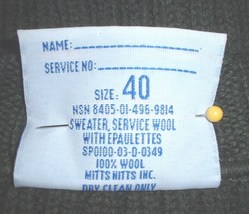 NAME:
SERVICE NO:
SIZE: 40
NSN 8405-01-496-9814
SWEATER, SERVICE WOOL
WITH EPAULETTES
SPO100-03-D-0349
100% WOOL
MITTS NITTS INC.
DRY CLEAN ONLY